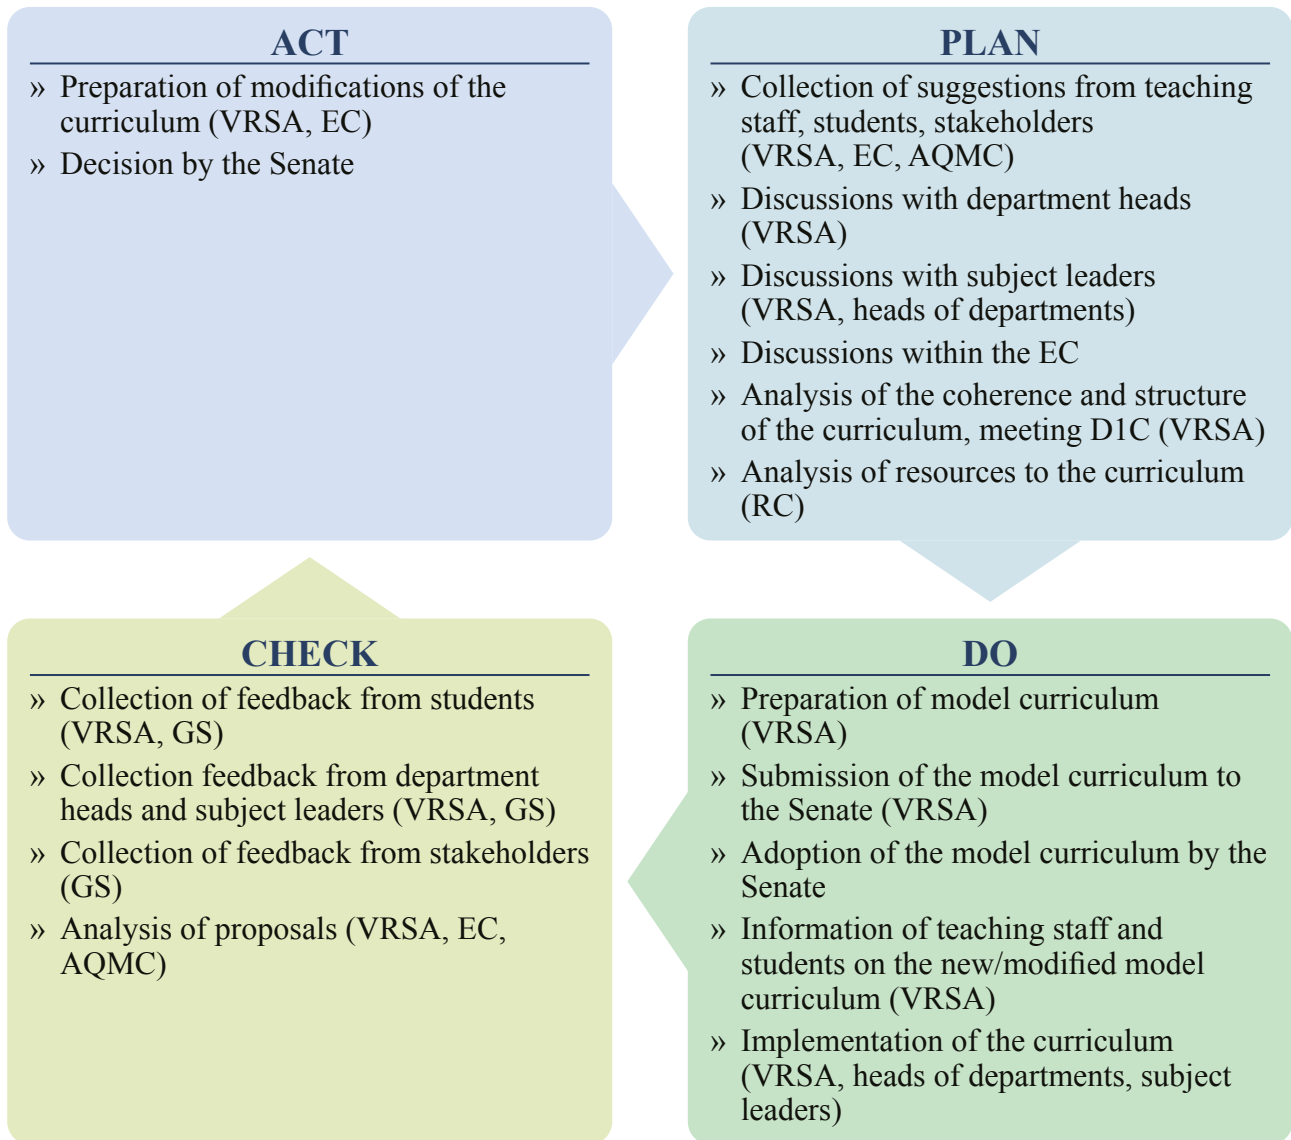 ACT
» Preparation of modifications of the
curriculum (VRSA, EC)
» Decision by the Senate
PLAN
» Collection of suggestions from teaching
staff, students, stakeholders
(VRSA, EC, AQMC)
» Discussions with department heads
(VRSA)
» Discussions with subject leaders
(VRSA, heads of departments)
» Discussions within the EC
» Analysis of the coherence and structure
of the curriculum, meeting D1C (VRSA)
» Analysis of resources to the curriculum
(RC)
CHECK
» Collection of feedback from students
(VRSA, GS)
» Collection feedback from department
heads and subject leaders (VRSA, GS)
» Collection of feedback from stakeholders
(GS)
» Analysis of proposals (VRSA, EC,
AQMC)
DO
» Preparation of model curriculum
(VRSA)
» Submission of the model curriculum to
the Senate (VRSA)
» Adoption of the model curriculum by the
Senate
» Information of teaching staff and
students on the new/modified model
curriculum (VRSA)
» Implementation of the curriculum
(VRSA, heads of departments, subject
leaders)